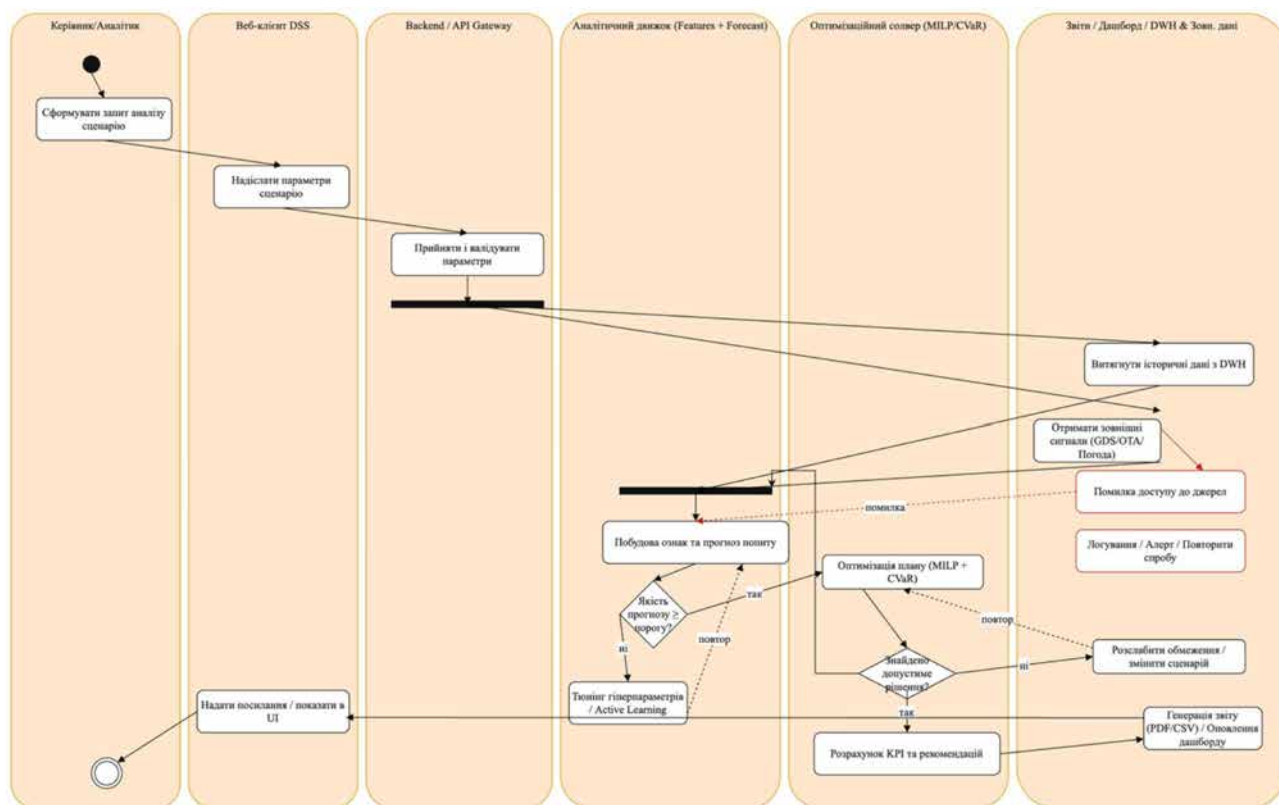 Керівник/Аналітик
Веб-клієнт DSS
Backend / API Gateway
Аналітичний движок (Features + Forecast)
Оптимізаційний солвер (MILP/CVaR)
Звіти / Дашборд / DWH & Зовн. дані
Сформувати запит аналізу
сценарію
Надіслати параметри
сценарію
Прийняти і валідувати
параметри
Витягнути історичні дані з DWH
Отримати зовнішні
сигнали (GDS/OTA/
Погода)
Помилка доступу до джерел
помилка
Логування / Алерт / Повторити
спробу
Побудова ознак та прогноз попиту
Оптимізація плану (MILP +
CVaR)
так
Якість
прогнозу ≥
порогу?
повтор
повтор
ні
Розслабити обмеження /
змінити сценарій
ні
Знайдено
допустиме
рішення?
Тюнінг гіперпараметрів
/ Active Learning
Надати посилання / показати в
UI
так
Генерація звіту
(PDF/CSV) / Оновлення
дашборду
Розрахунок KPI та рекомендацій